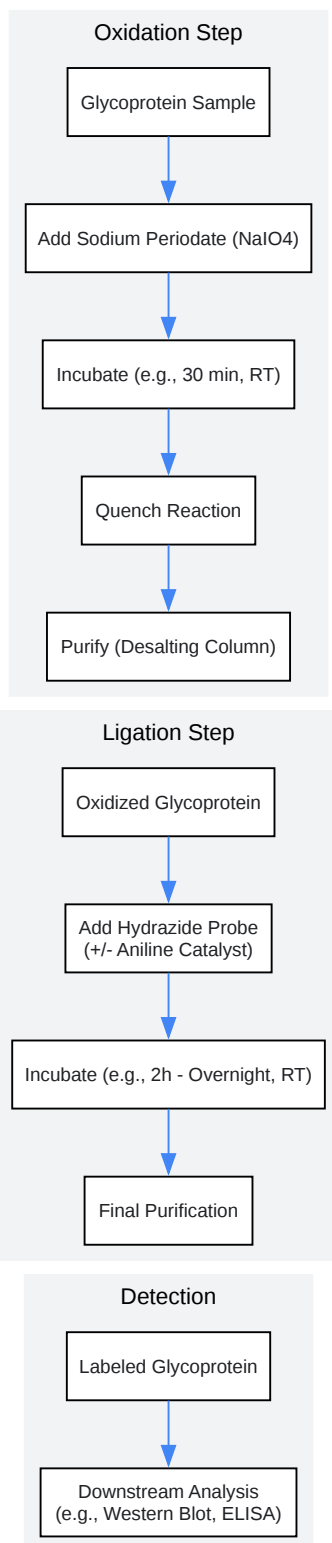 Oxidation Step
Glycoprotein Sample
Add Sodium Periodate (NaIO4)
Incubate (e.g., 30 min, RT)
Quench Reaction
Purify (Desalting Column)
Ligation Step
Oxidized Glycoprotein
Add Hydrazide Probe
(+/- Aniline Catalyst)
Incubate (e.g., 2h - Overnight, RT)
Final Purification
Detection
Labeled Glycoprotein
Downstream Analysis
(e.g., Western Blot, ELISA)